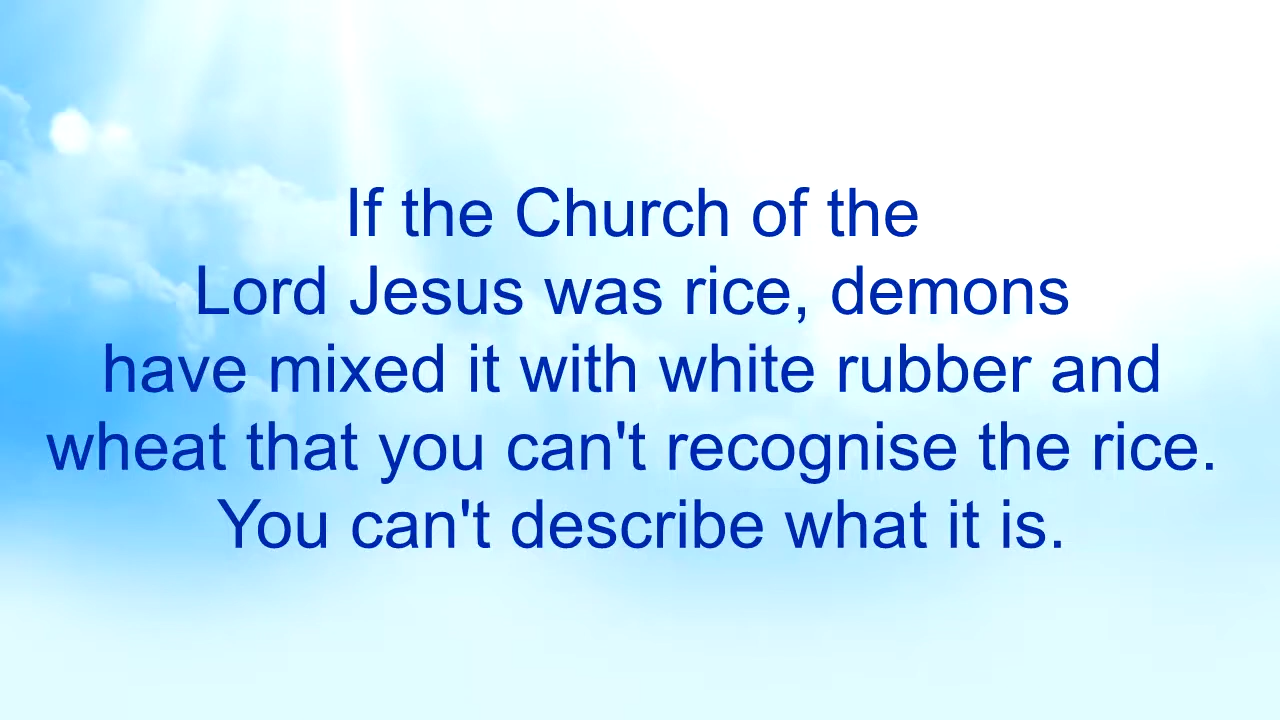 If the Church of the
Lord Jesus was rice, demons
have mixed it with white rubber and
wheat that you can't recognise the rice.
You can't describe what it is.